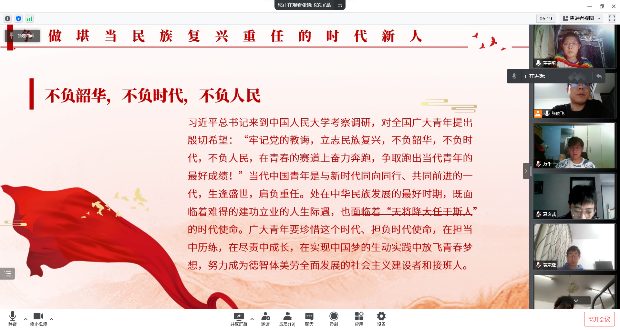 做堪当民族复兴重任的时代新人
不负韶华，不负时代，不负人民
习近平总书记来到中国人民大学考察调研，对全国广大青年提出
殷切希望：“牢记党的教诲，立志民族复兴，不负韶华，不负时
代，不负人民，在青春的赛道上奋力奔跑，争取跑出当代青年的
最好成绩！”当代中国青年是与新时代同向同行、共同前进的一
代，生逢盛世，肩负重任。处在中华民族发展的最好时期，既面
临着难得的建功立业的人生际遇，也面临着“天将降大任于斯人”
的时代使命。广大青年要珍惜这个时代、担负时代使命，在担当
中历练，在尽责中成长，在实现中国梦的生动实践中放飞青春梦
想，努力成为德智体美劳全面发展的社会主义建设者和接班人。